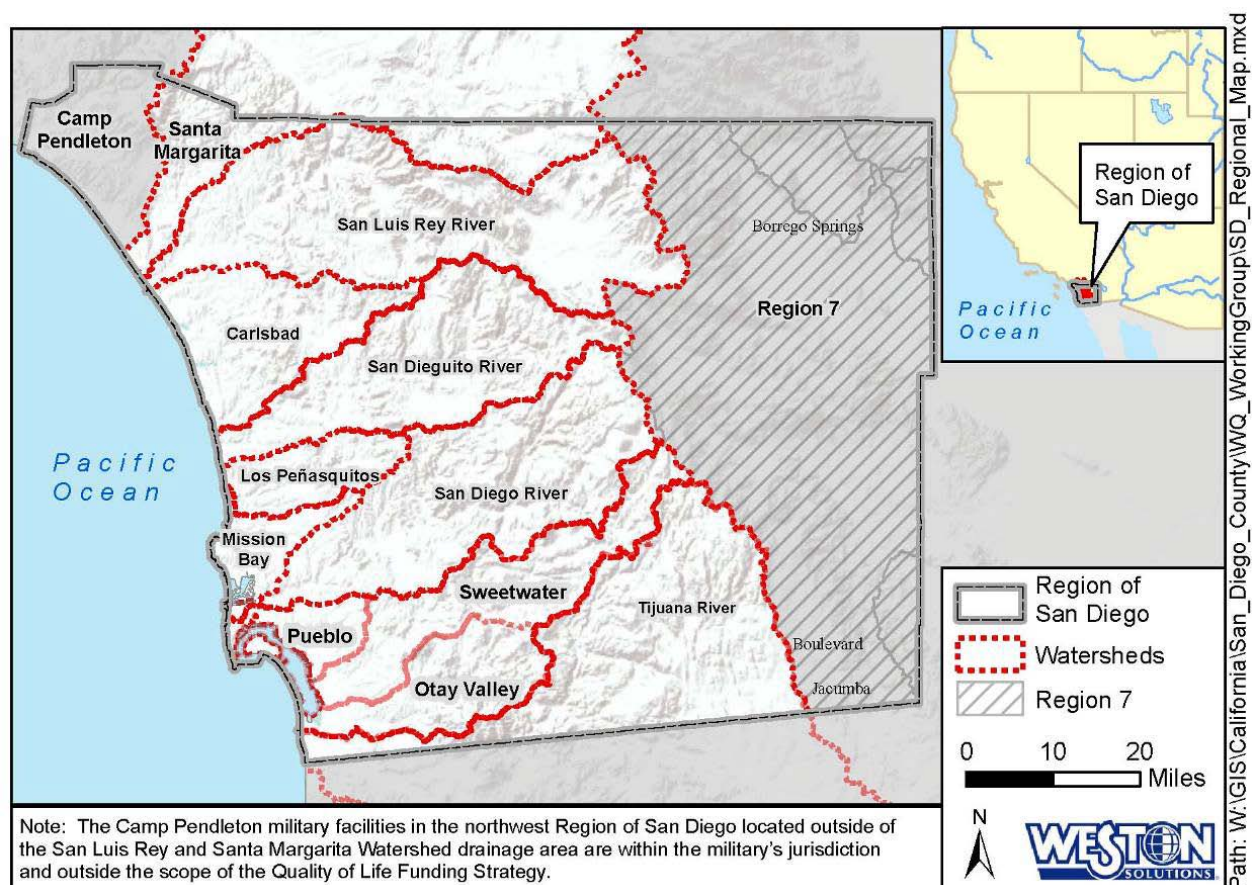 Camp
Pendleton
Santa
Margarita
San Luis Rey River
Borrego Springs
Region 7
Carlsbad
San Dieguito River
Los Peñasquitos
San Diego River
Pacific
Ocean
Mission
Bay
Sweetwater
Tijuana River
Pueblo
Otay Valley
Boulevard
Jacumba
Region of
San Diego
Pacific
Ocean
Region of
San Diego
Watersheds
Region 7
0 10 20
Miles
N
WESTON
SOLUTIONS
Note: The Camp Pendleton military facilities in the northwest Region of San Diego located outside of
the San Luis Rey and Santa Margarita Watershed drainage area are within the military's jurisdiction
and outside the scope of the Quality of Life Funding Strategy.
Path: W:\GIS\California\San_Diego_County\WQ_WorkingGroup\SD_Regional_Map.mxd